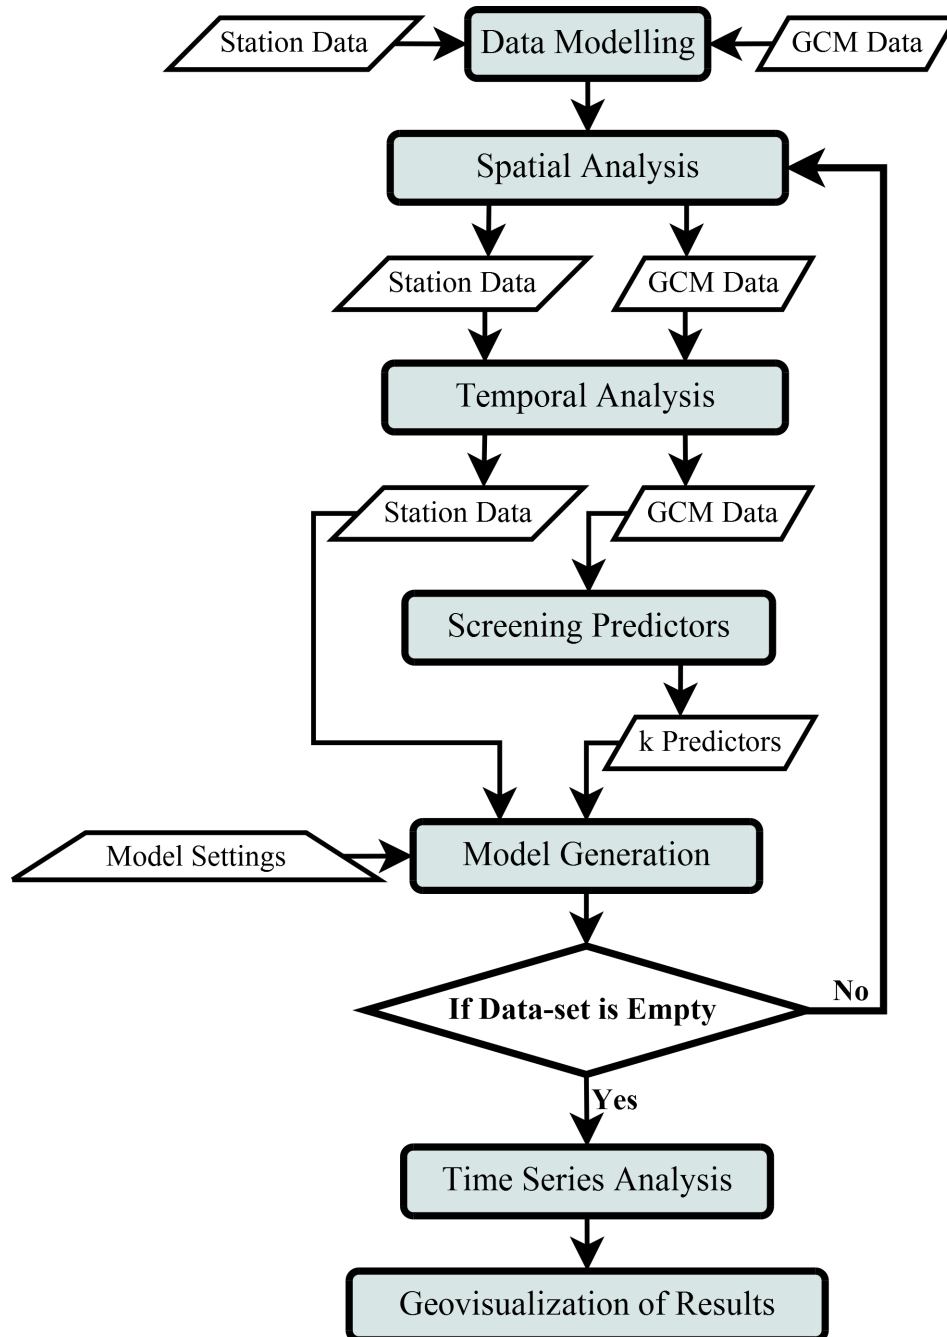 Station Data
Data Modelling
GCM Data
Spatial Analysis
Station Data
GCM Data
Temporal Analysis
Station Data
GCM Data
Screening Predictors
k Predictors
Model Settings
Model Generation
If Data-set is Empty
No
Yes
Time Series Analysis
Geovisualization of Results